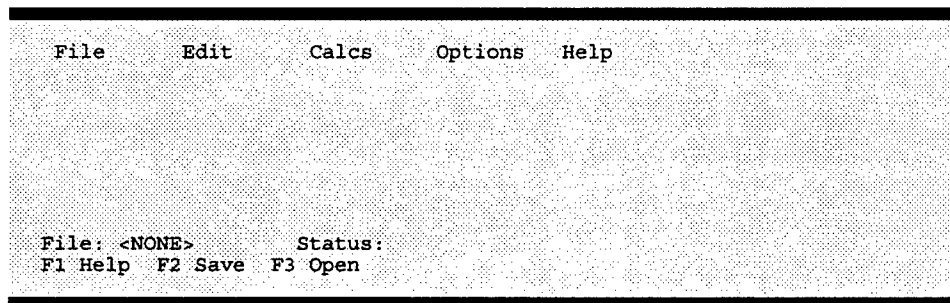 File Edit Calcs Options Help
File: <NONE> Status:
F1 Help F2 Save F3 Open